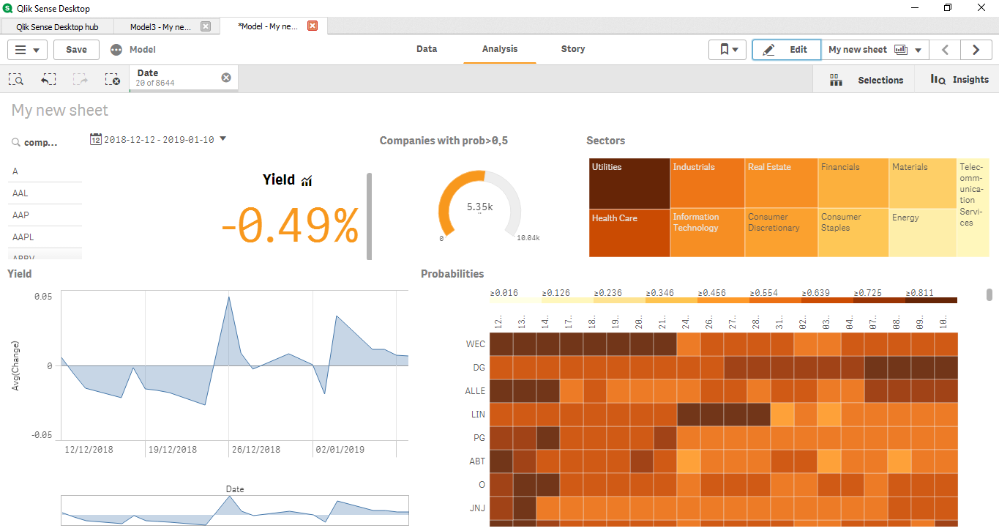 Qlik Sense Desktop
Qlik Sense Desktop hub
Model3 - My ne...
*Model - My ne...
Save
Model
Data
Analysis
Story
Edit
My new sheet
Date
20 of 8644
Selections
Insights
My new sheet
comp...
12
2018-12-12 - 2019-01-10
Companies with prob>0,5
Sectors
A
AAL
AAP
AAPL
Yield
-0.49%
5.35k
0
10.04k
Utilities
Industrials
Real Estate
Financials
Materials
Telec-
omm-
unica-
tion
Servi-
ces
Health Care
Information
Technology
Consumer
Discretionary
Consumer
Staples
Energy
Yield
0.05
0
-0.05
Avg(Change)
12/12/2018
19/12/2018
26/12/2018
02/01/2019
Date
Probabilities
≥0.016
≥0.126
≥0.236
≥0.346
≥0.456
≥0.554
≥0.639
≥0.725
≥0.811
12..
13..
14..
17..
18..
19..
20..
21..
24..
26..
27..
28..
31..
02..
03..
04..
07..
08..
09..
10..
WEC
DG
ALLE
LIN
PG
ABT
O
JNJ